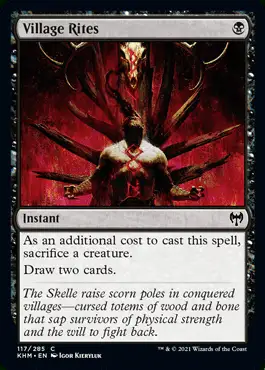 Village Rites
Instant
As an additional cost to cast this spell,
sacrifice a creature.
Draw two cards.
The Skelle raise scorn poles in conquered
villages—cursed totems of wood and bone
that sap survivors of physical strength
and the will to fight back.
117/285 C
KHM • EN Igor Kieryluk
™ & © 2021 Wizards of the Coast